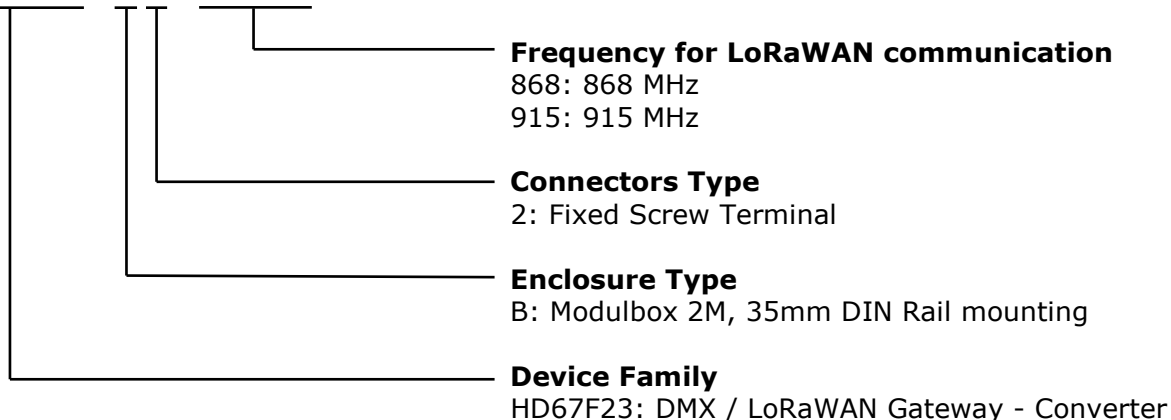 Frequency for LoRaWAN communication
868: 868 MHz
915: 915 MHz
Connectors Type
2: Fixed Screw Terminal
Enclosure Type
B: Modulbox 2M, 35mm DIN Rail mounting
Device Family
HD67F23: DMX / LoRaWAN Gateway - Converter